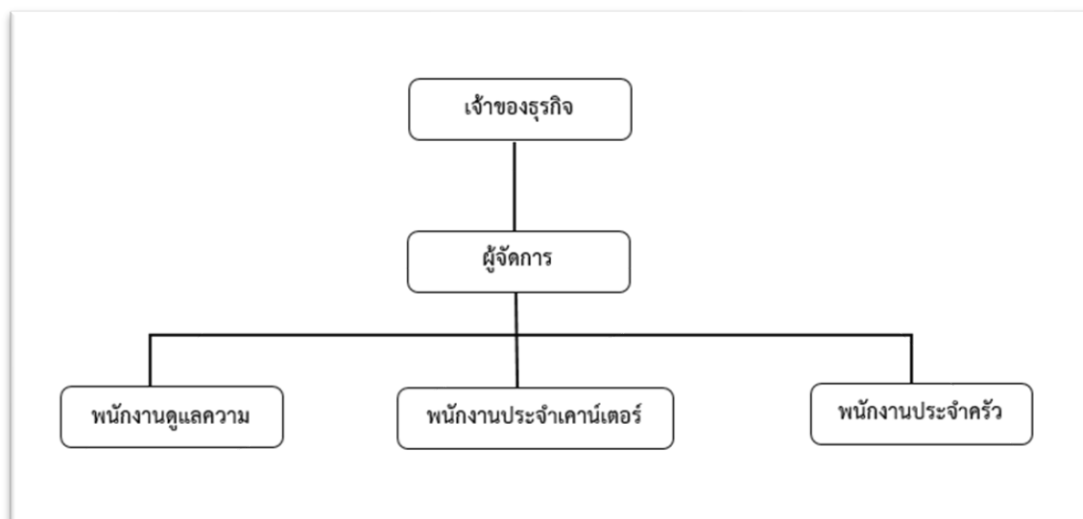 เจ้าของธุรกิจ
ผู้จัดการ
พนักงานดูแลความ
พนักงานประจำเคาน์เตอร์
พนักงานประจำครัว